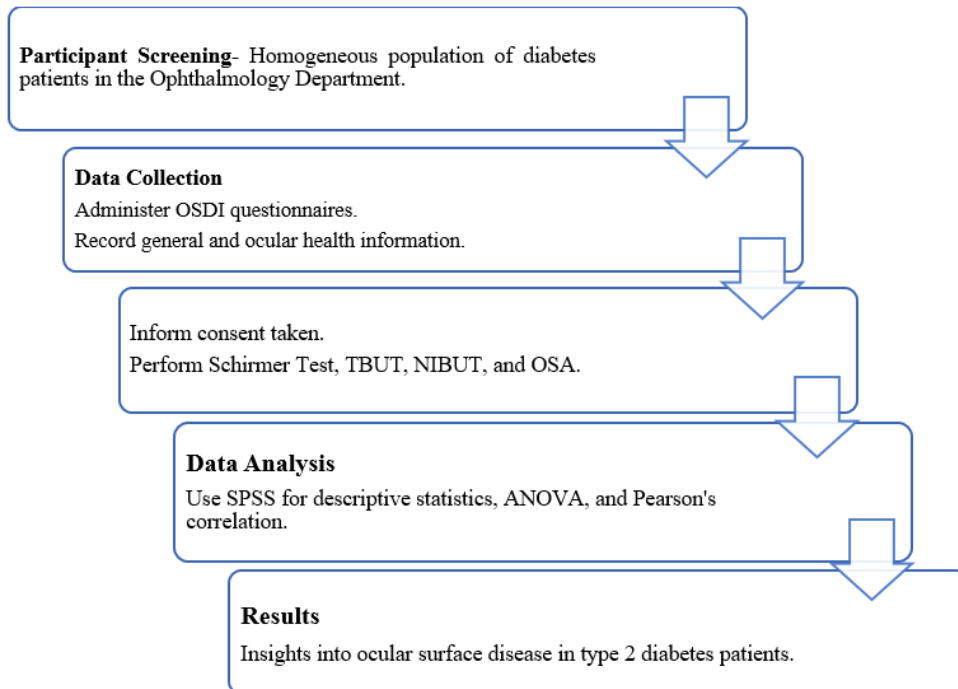 Participant Screening- Homogeneous population of diabetes
patients in the Ophthalmology Department.
Data Collection
Administer OSDI questionnaires.
Record general and ocular health information.
Inform consent taken.
Perform Schirmer Test, TBUT, NIBUT, and OSA.
Data Analysis
Use SPSS for descriptive statistics, ANOVA, and Pearson's
correlation.
Results
Insights into ocular surface disease in type 2 diabetes patients.